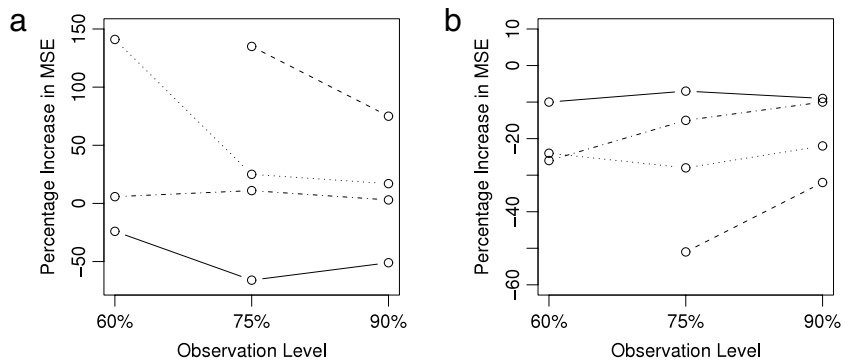 a
Percentage Increase in MSE
150
100
50
0
−50
60%
75%
90%
Observation Level
b
Percentage Increase in MSE
10
0
−20
−40
−60
60%
75%
90%
Observation Level